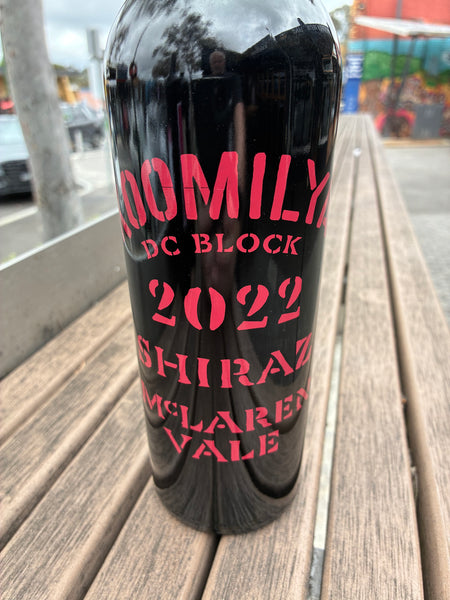 OOMILY
DC BLOCK
2022
SHIRAZ
McLAREN
VALE